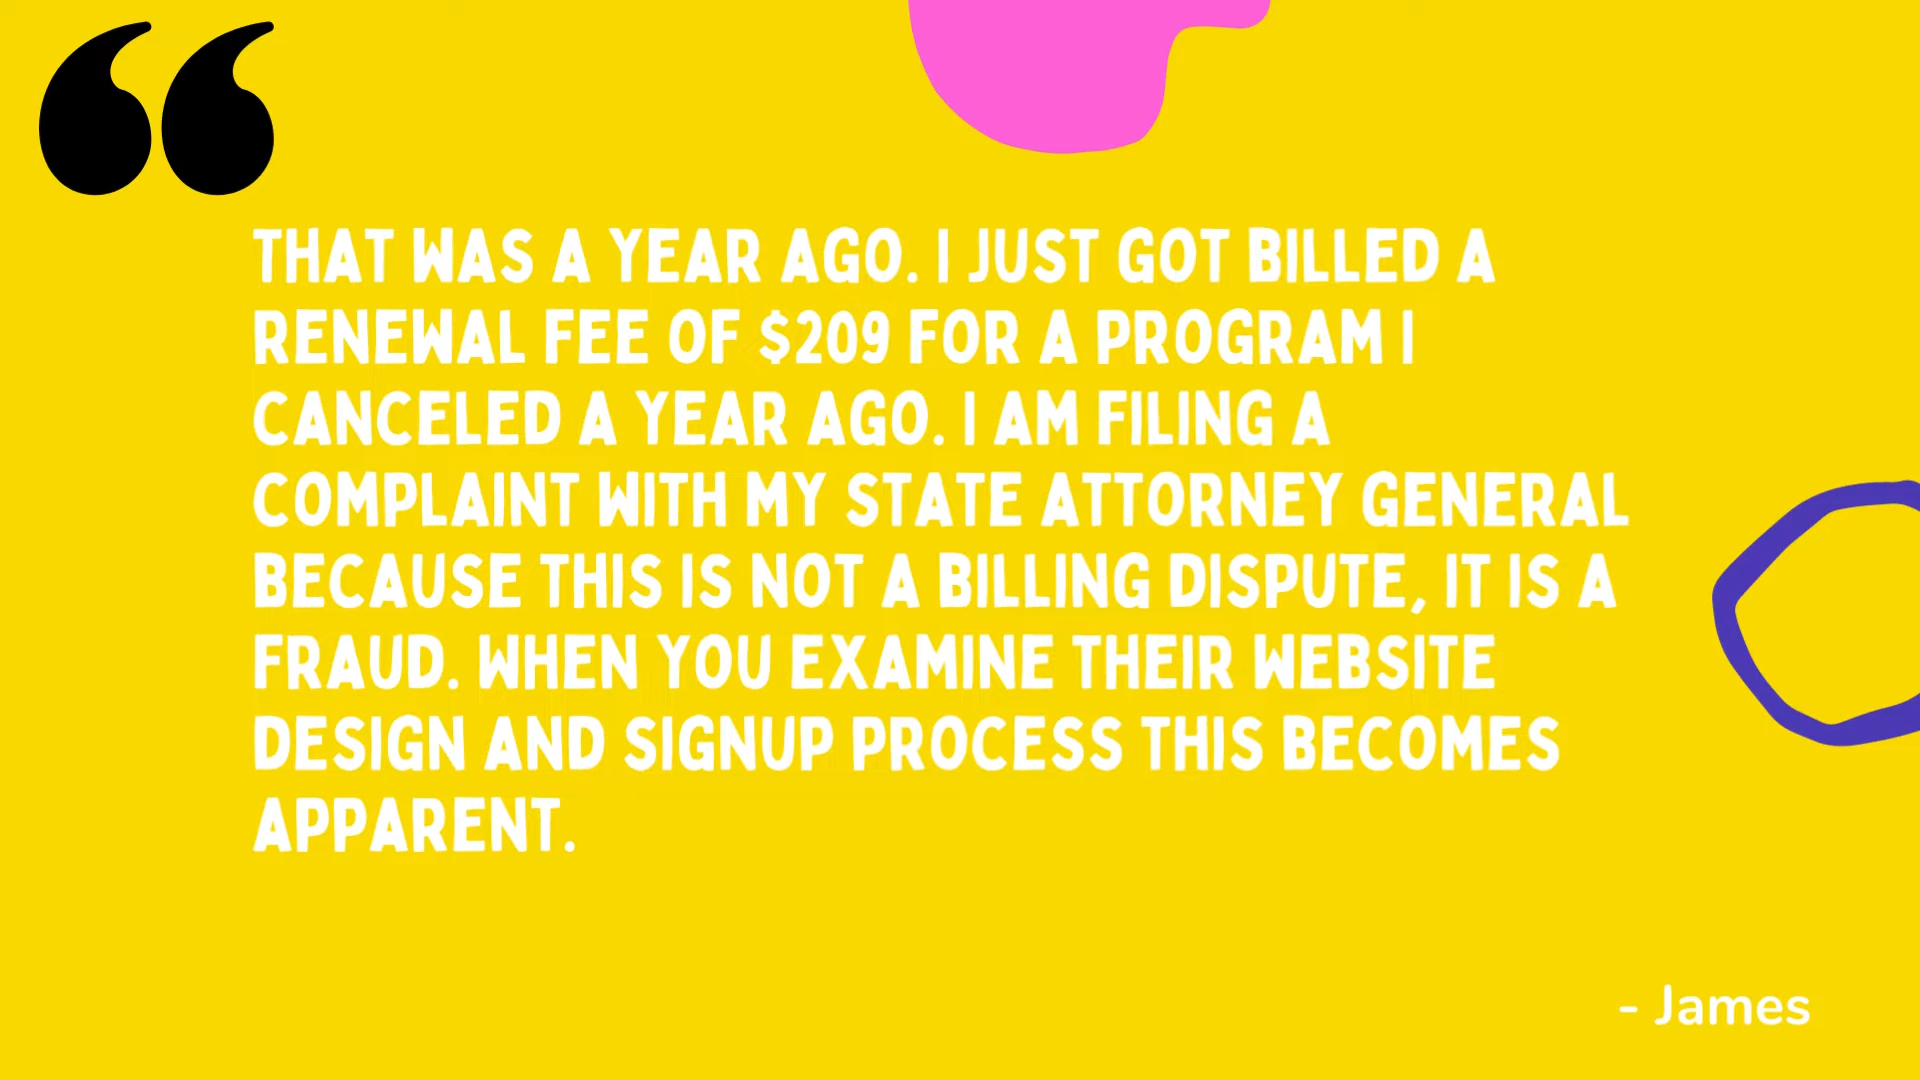 THAT WAS A YEAR AGO. I JUST GOT BILLED A
RENEWAL FEE OF $209 FOR A PROGRAM I
CANCELED A YEAR AGO. I AM FILING A
COMPLAINT WITH MY STATE ATTORNEY GENERAL
BECAUSE THIS IS NOT A BILLING DISPUTE, IT IS A
FRAUD. WHEN YOU EXAMINE THEIR WEBSITE
DESIGN AND SIGNUP PROCESS THIS BECOMES
APPARENT.
- James